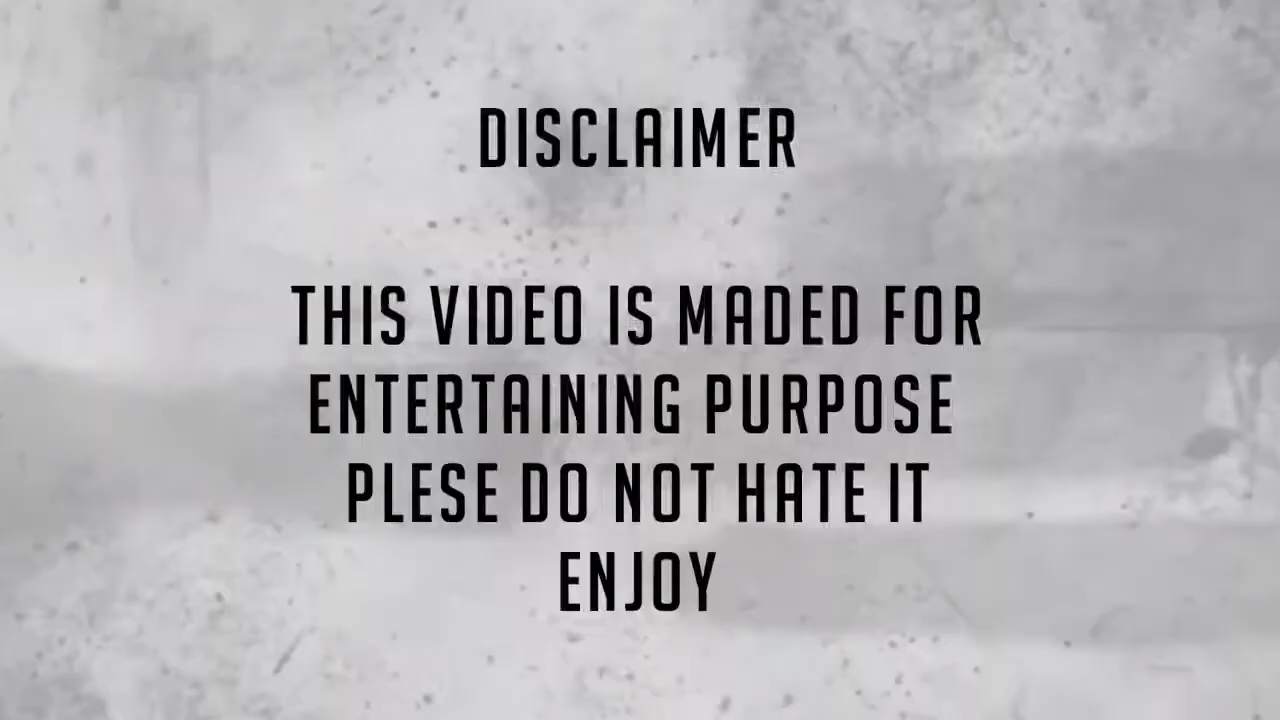 DISCLAIMER
THIS VIDEO IS MADED FOR
ENTERTAINING PURPOSE
PLESE DO NOT HATE IT
ENJOY